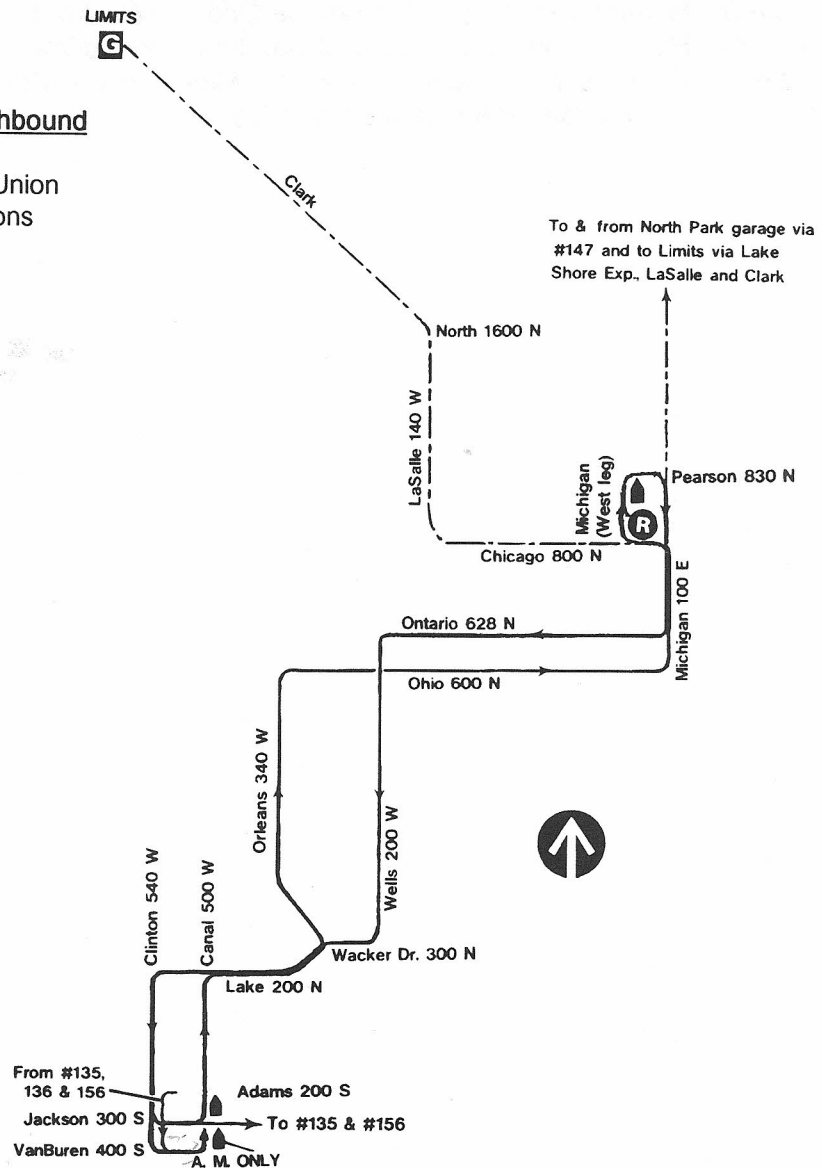 LIMITS
G
hbound
Union
ons
Clark
To & from North Park garage via
#147 and to Limits via Lake
Shore Exp., LaSalle and Clark
North 1600 N
LaSalle 140 W
Michigan
(West leg)
Pearson 830 N
R
Chicago 800 N
Michigan 100 E
Ontario 628 N
Ohio 600 N
Orleans 340 W
Wells 200 W
Clinton 540 W
Canal 500 W
Wacker Dr. 300 N
Lake 200 N
From #135,
136 & 156
Adams 200 S
Jackson 300 S
To #135 & #156
VanBuren 400 S
A. M. ONLY